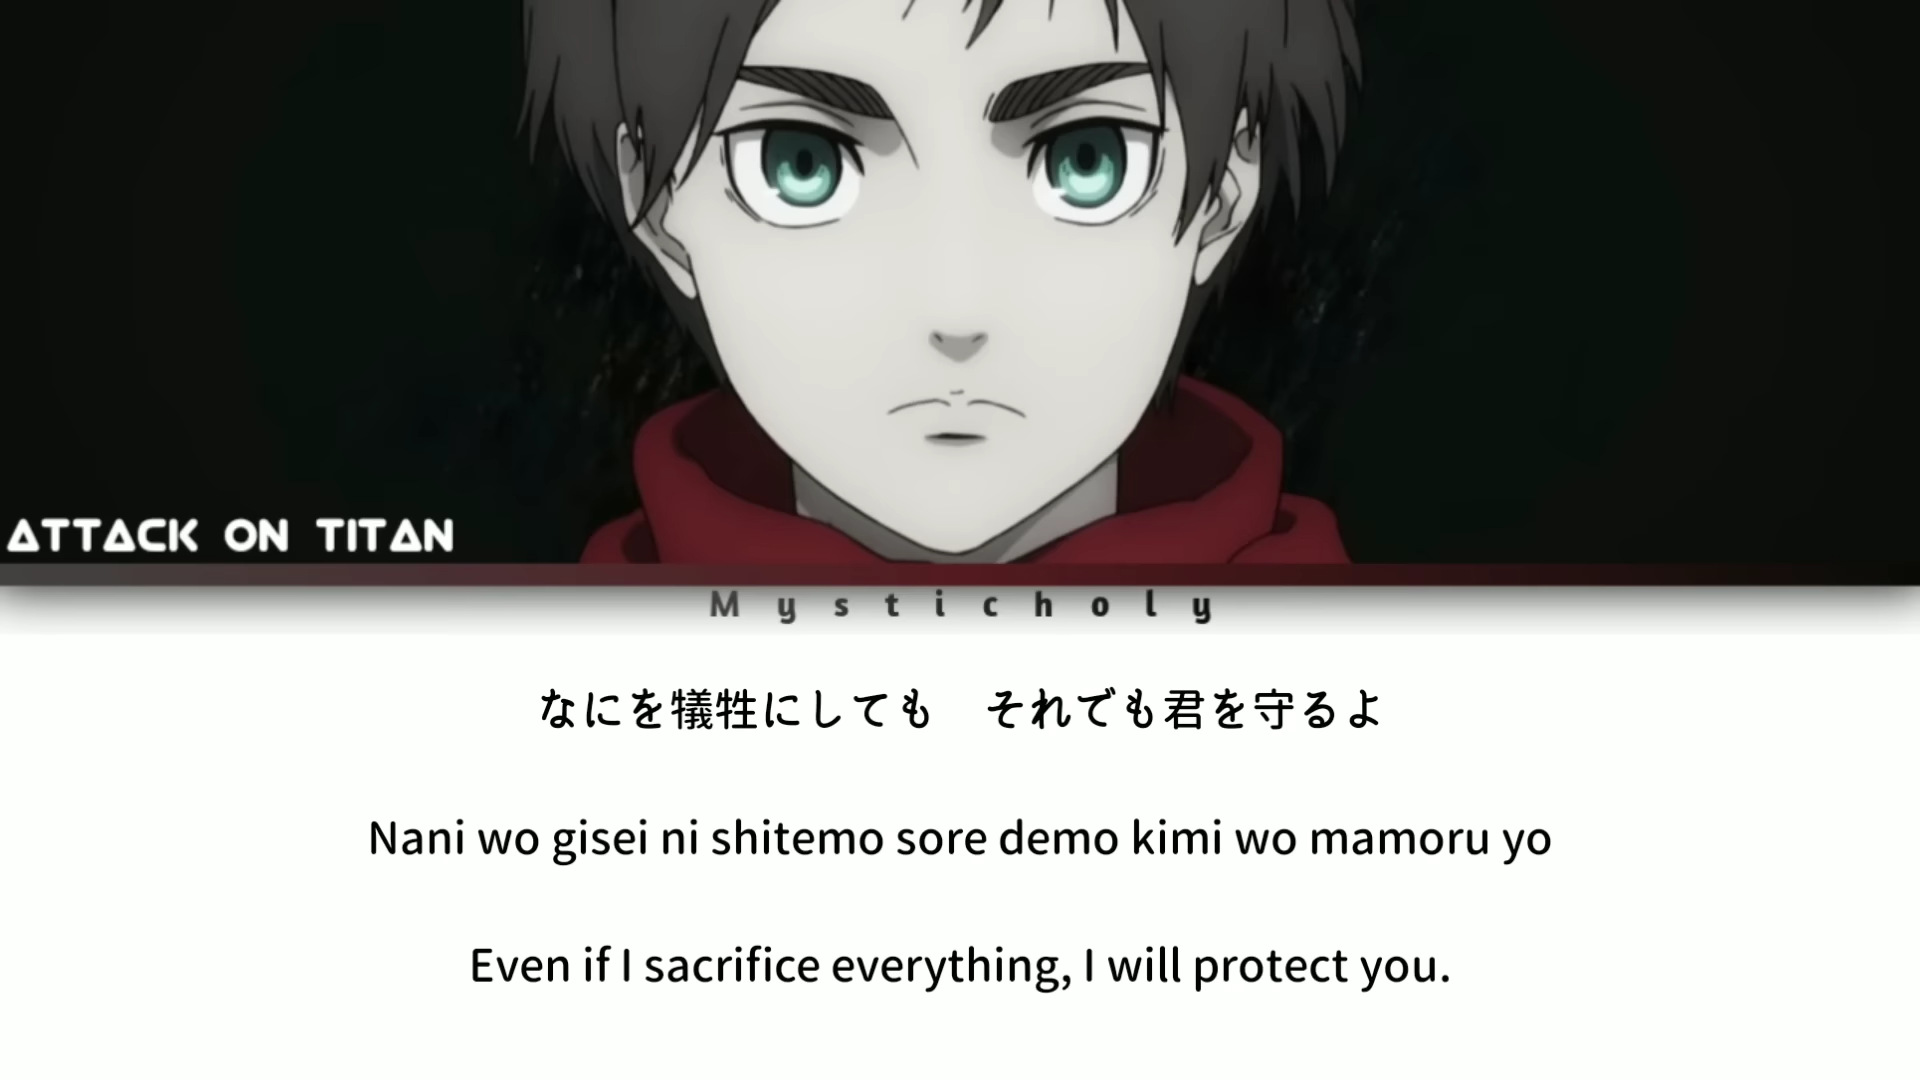 ATTACK ON TITAN
Mysticholy
なにを犠牲にしても　それでも君を守るよ
Nani wo gisei ni shitemo sore demo kimi wo mamoru yo
Even if I sacrifice everything, I will protect you.